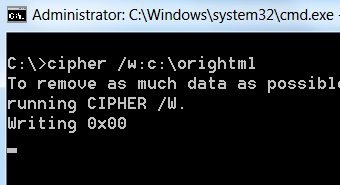 Administrator: C:\Windows\system32\cmd.exe -
C:\>cipher /w:c:\orightml
To remove as much data as possible
running CIPHER /W.
Writing 0x00